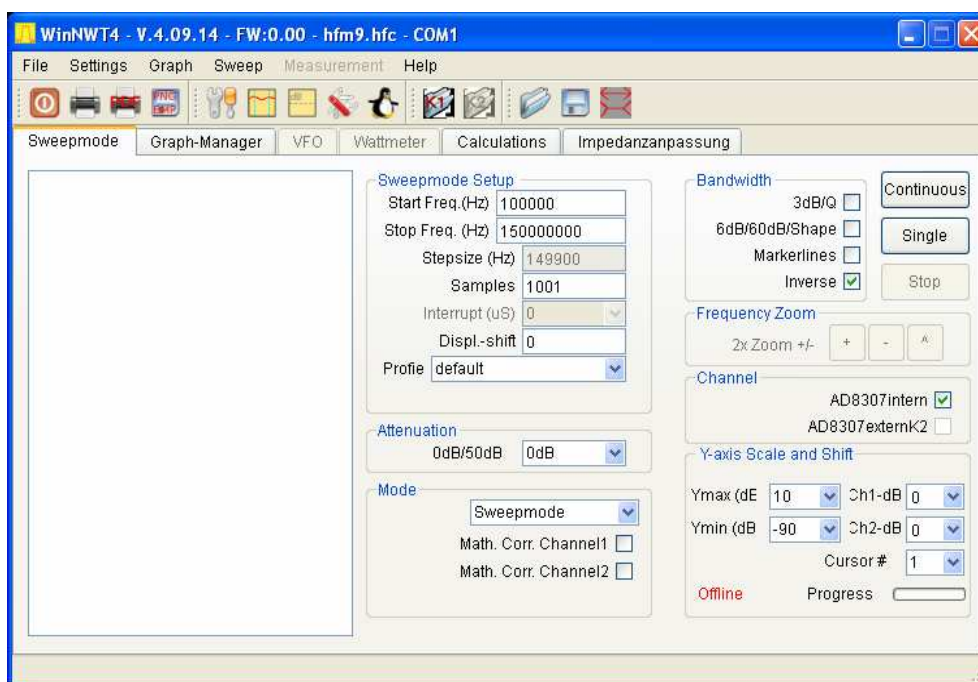 WinNWT4 - V.4.09.14 - FW:0.00 - hfm9.hfc - COM1
File Settings Graph Sweep Measurement Help
PNG
K1 K2
Sweepmode Graph-Manager VFO Wattmeter Calculations Impedanzanpassung
Sweepmode Setup
Start Freq.(Hz) 100000
Stop Freq. (Hz) 150000000
Stepsize (Hz) 149900
Samples 1001
Interrupt (uS) 0
Displ.-shift 0
Profie default
Attenuation
0dB/50dB 0dB
Mode
Sweepmode
Math. Corr. Channel1
Math. Corr. Channel2
Bandwidth
3dB/Q
6dB/60dB/Shape
Markerlines
Inverse
Continuous
Single
Stop
Frequency Zoom
2x Zoom +/- + - ^
Channel
AD8307intern
AD8307externK2
Y-axis Scale and Shift
Ymax (dE 10 Ch1-dB 0
Ymin (dB -90 Ch2-dB 0
Cursor # 1
Offline Progress